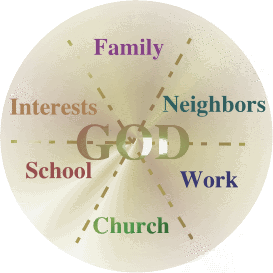 Family
Interests
Neighbors
GOD
School
Work
Church